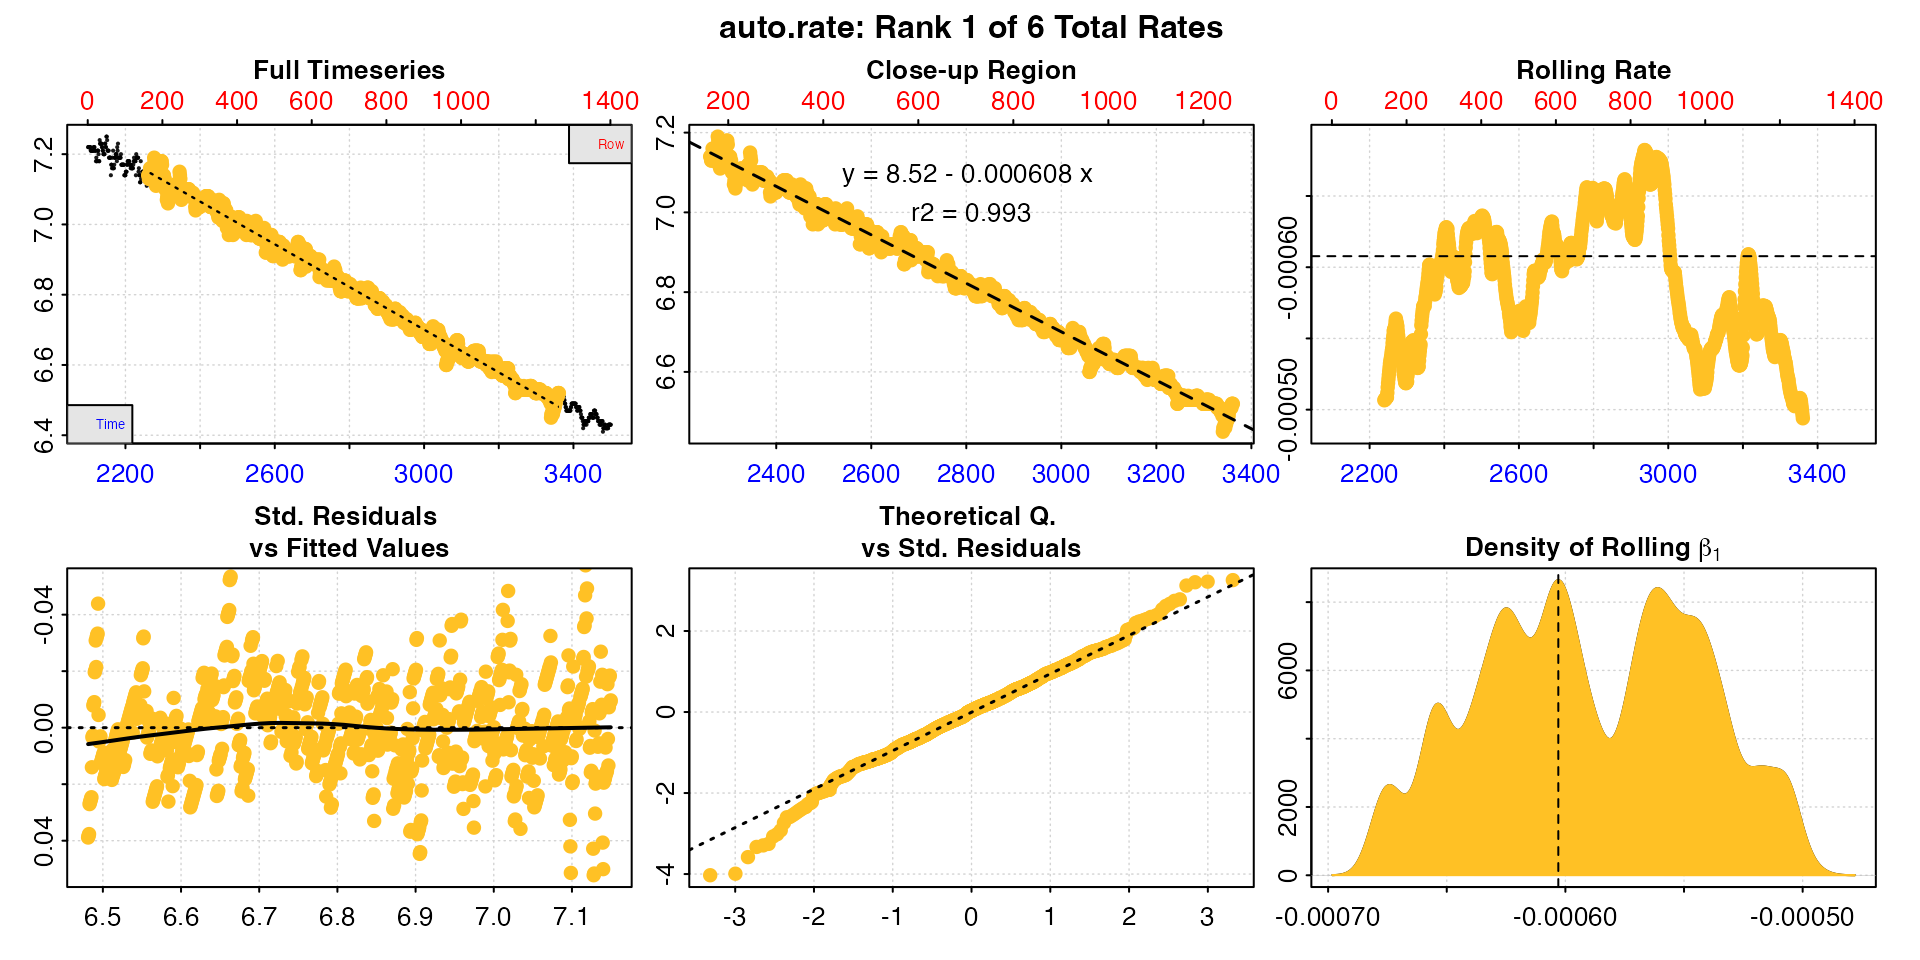 auto.rate: Rank 1 of 6 Total Rates
Full Timeseries
0 200 400 600 800 1000 1400
Row
7.2
7.0
6.8
6.6
6.4
Time
2200 2600 3000 3400
Close-up Region
200 400 600 800 1000 1200
7.2
7.0
6.8
6.6
y = 8.52 - 0.000608 x
r2 = 0.993
2400 2600 2800 3000 3200 3400
Rolling Rate
0 200 400 600 800 1000 1400
-0.00060
-0.00050
2200 2600 3000 3400
Std. Residuals
vs Fitted Values
-0.04
0.00
0.04
6.5 6.6 6.7 6.8 6.9 7.0 7.1
Theoretical Q.
vs Std. Residuals
2
0
-2
-4
-3 -2 -1 0 1 2 3
Density of Rolling β1
6000
2000
0
-0.00070 -0.00060 -0.00050